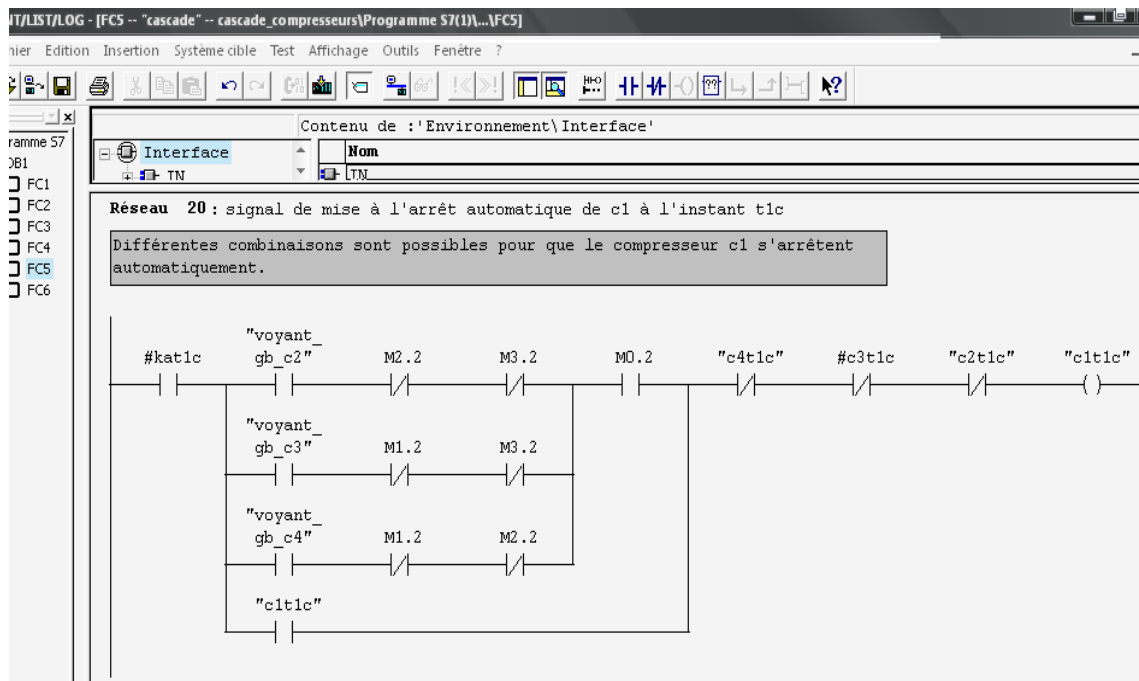 NT/LIST/LOG - [FC5 -- "cascade" -- cascade_compresseurs\Programme S7(1)\...\FC5]
hier Edition Insertion Système cible Test Affichage Outils Fenêtre ?
Contenu de :'Environnement\Interface'
ramme S7
Interface
Nom
OB1
TN
TN
FC1
FC2
FC3
FC4
FC5
FC6
Réseau 20 : signal de mise à l'arrêt automatique de c1 à l'instant t1c
Différentes combinaisons sont possibles pour que le compresseur c1 s'arrêtent
automatiquement.
"voyant_
#kat1c gb_c2" M2.2 M3.2 M0.2 "c4t1c" #c3t1c "c2t1c" "c1t1c"
"voyant_
gb_c3" M1.2 M3.2
"voyant_
gb_c4" M1.2 M2.2
"c1t1c"